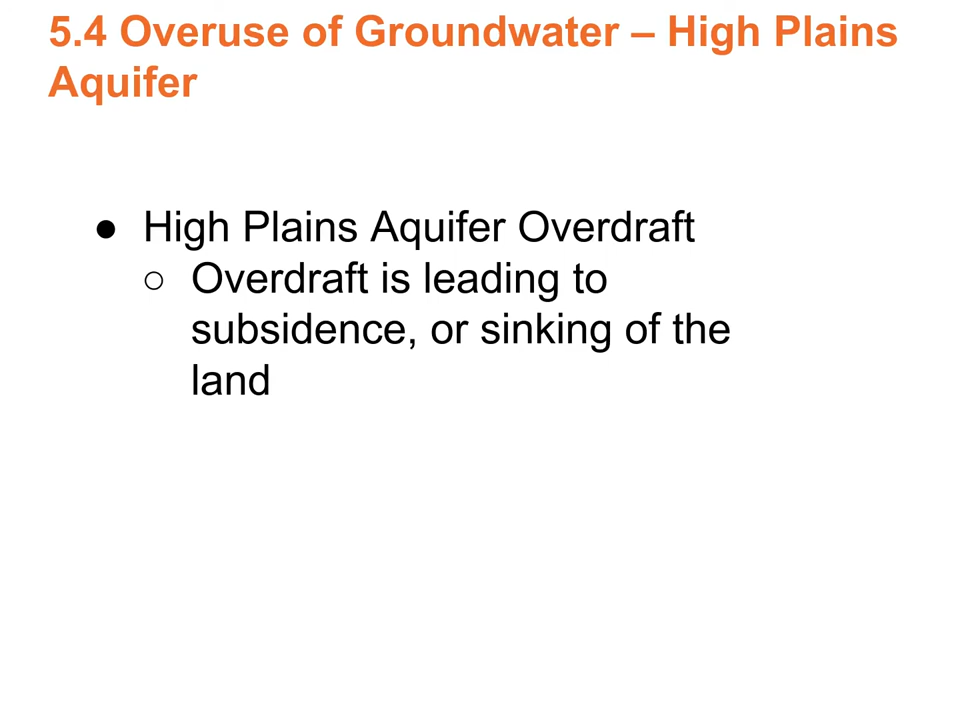 5.4 Overuse of Groundwater – High Plains
Aquifer
● High Plains Aquifer Overdraft
○ Overdraft is leading to
subsidence, or sinking of the
land